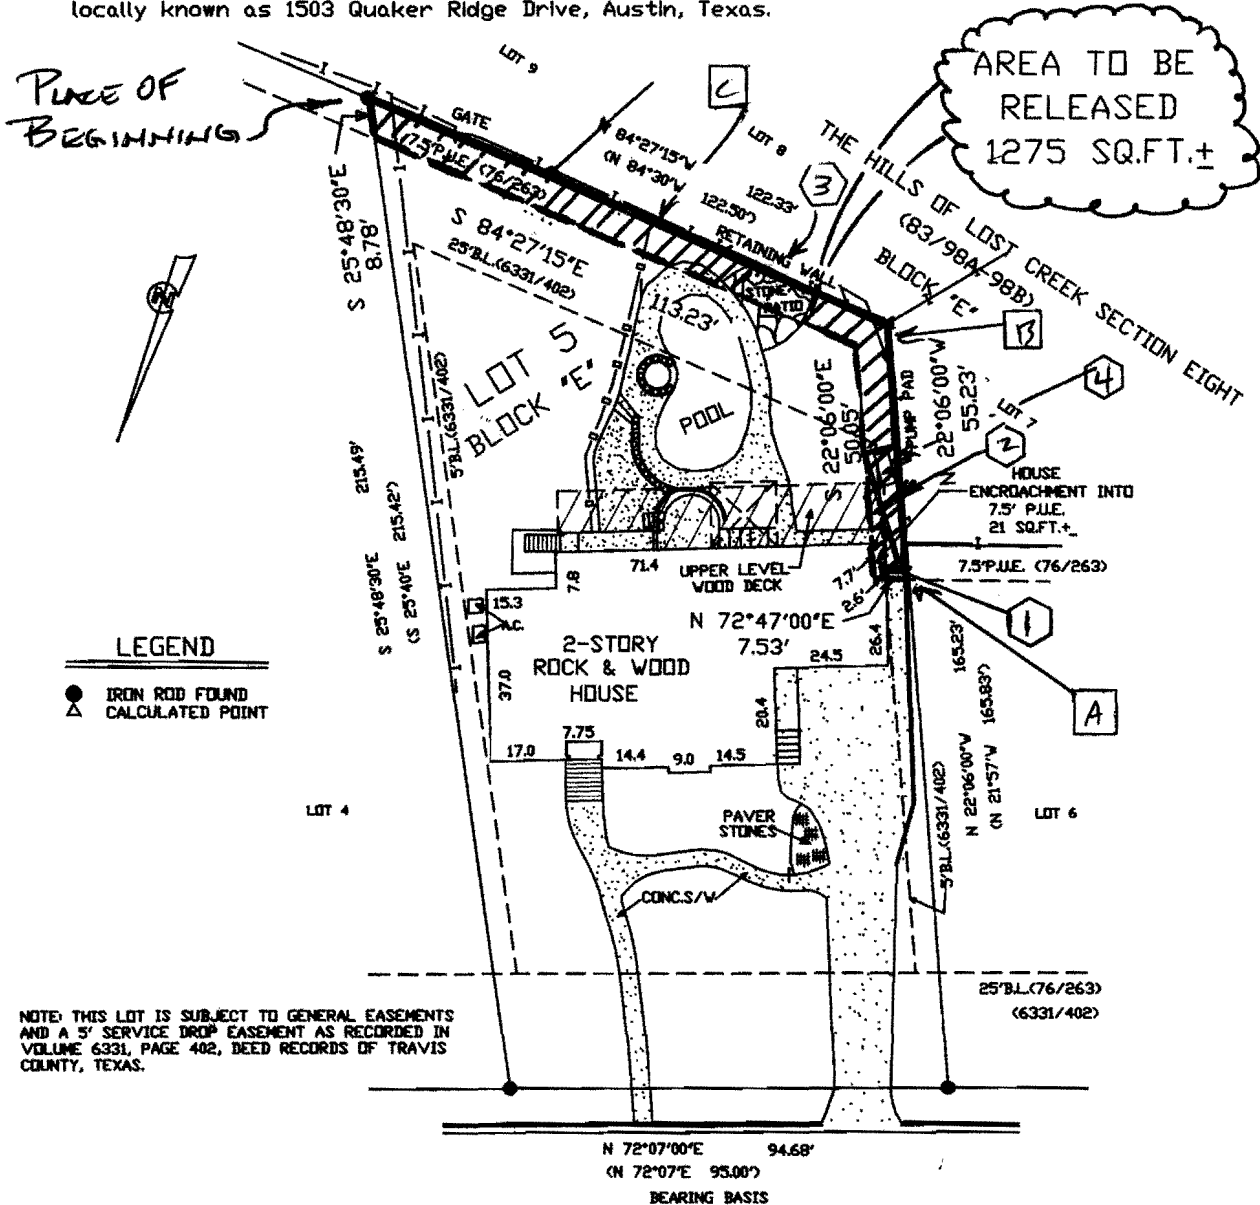 locally known as 1503 Quaker Ridge Drive, Austin, Texas.
PLACE OF
BEGINNING
LOT 9
GATE
(7.5'P.U.E. (76/263)
C
N 84°27'15"W 122.33'
(N 84°30'W 122.50')
LOT 8
3
AREA TO BE
RELEASED
1275 SQ.FT.±
THE HILLS OF LOST CREEK SECTION EIGHT
(83/98A-98B)
BLOCK "E"
S 25°48'30"E
8.78'
S 84°27'15"E
25'B.L.(6331/402)
113.23'
RETAINING WALL
STONE
PATIO
B
LOT 5
BLOCK "E"
5'B.L.(6331/402)
POOL
S 22°06'00"E
50.05'
PUMP PAD
N 22°06'00"W
55.23'
4
LOT 7
2
HOUSE
ENCROACHMENT INTO
7.5' P.U.E.
21 SQ.FT.±
7.5'P.U.E. (76/263)
S 25°48'30"E 215.49'
(S 25°40'E 215.42')
71.4
7.8
UPPER LEVEL
WOOD DECK
7.7'
2.6'
N 72°47'00"E
7.53'
1
A
15.3
A.C.
37.0
2-STORY
ROCK & WOOD
HOUSE
26.4
24.5
20.4
7.75
17.0
14.4
9.0
14.5
LEGEND
IRON ROD FOUND
CALCULATED POINT
N 22°06'00"W 165.23'
(N 21°57'W 165.83')
5'B.L.(6331/402)
LOT 4
LOT 6
PAVER
STONES
CONC.S/W
25'B.L.(76/263)
(6331/402)
NOTE: THIS LOT IS SUBJECT TO GENERAL EASEMENTS
AND A 5' SERVICE DROP EASEMENT AS RECORDED IN
VOLUME 6331, PAGE 402, DEED RECORDS OF TRAVIS
COUNTY, TEXAS.
N 72°07'00"E 94.68'
(N 72°07'E 95.00')
BEARING BASIS